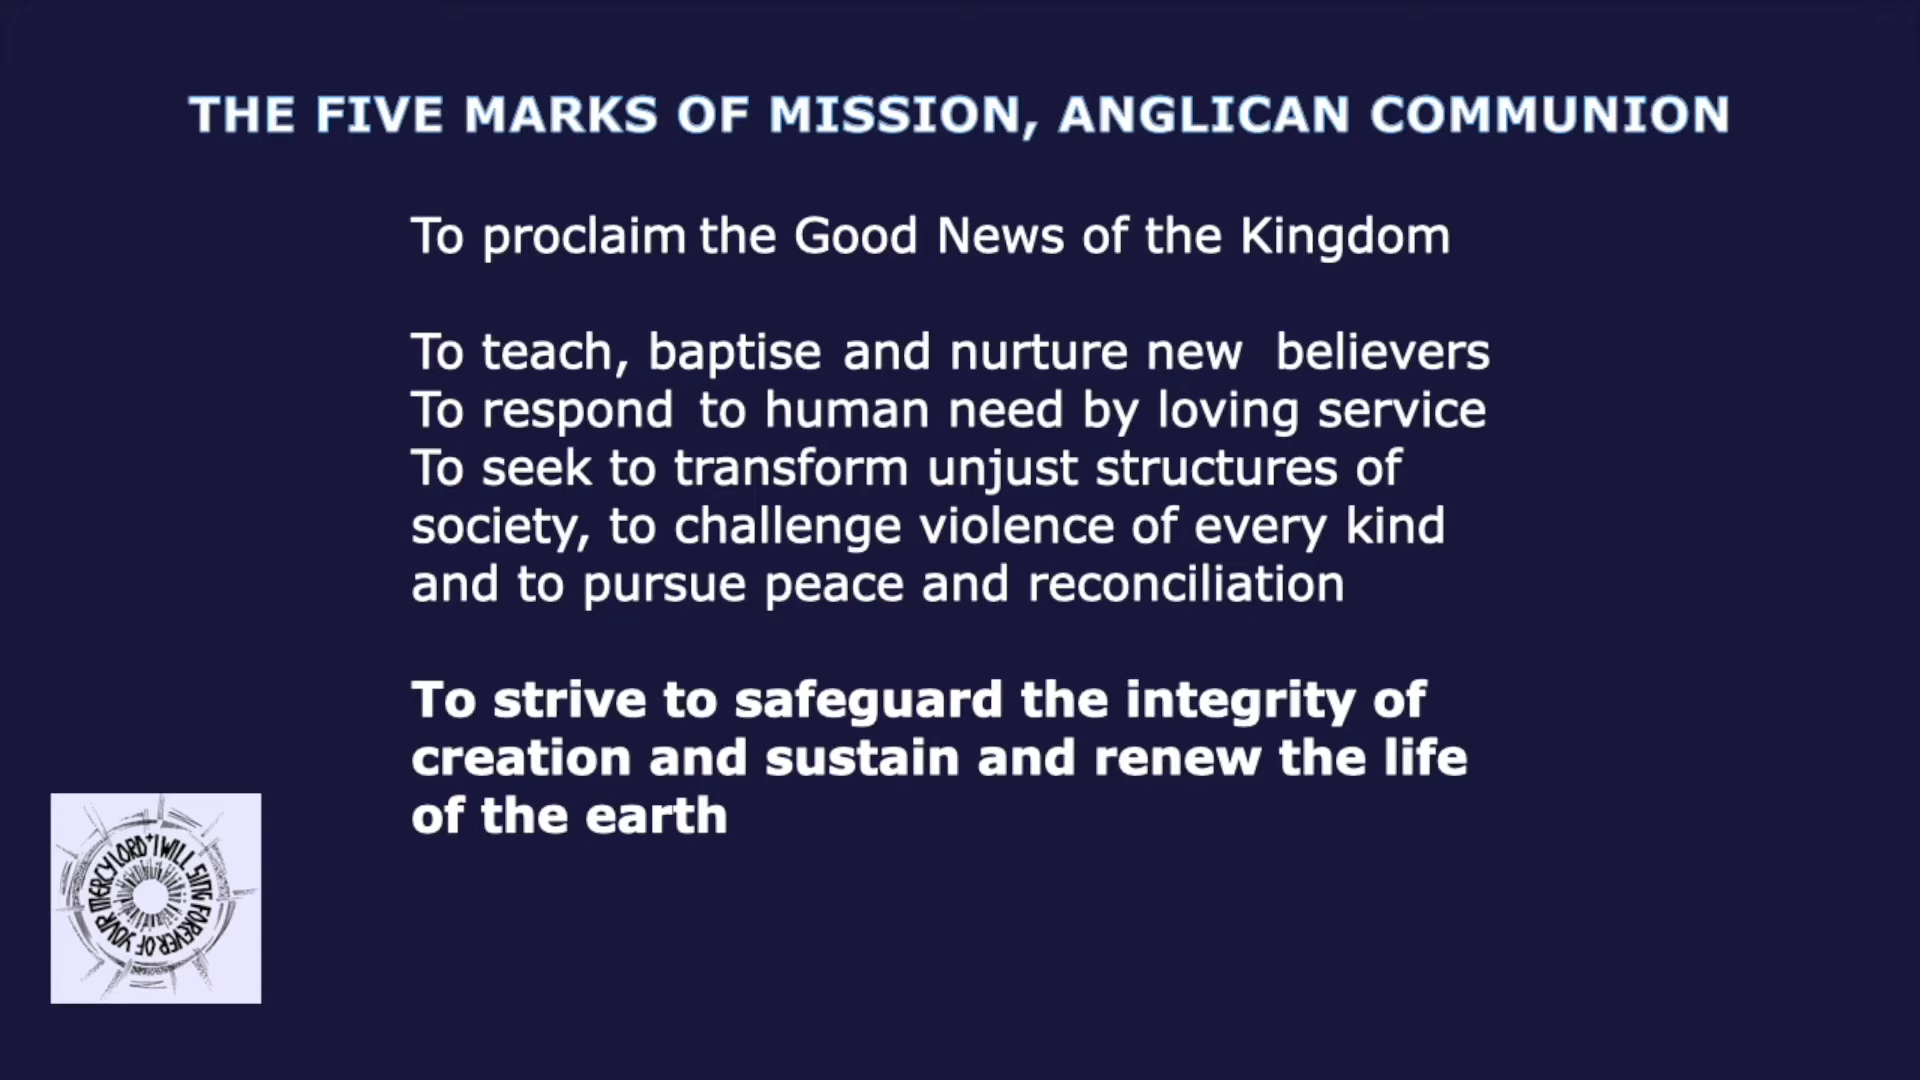 THE FIVE MARKS OF MISSION, ANGLICAN COMMUNION
To proclaim the Good News of the Kingdom
To teach, baptise and nurture new believers
To respond to human need by loving service
To seek to transform unjust structures of
society, to challenge violence of every kind
and to pursue peace and reconciliation
To strive to safeguard the integrity of
creation and sustain and renew the life
of the earth
I WILL SING FOREVER OF YOUR MERCY LORD